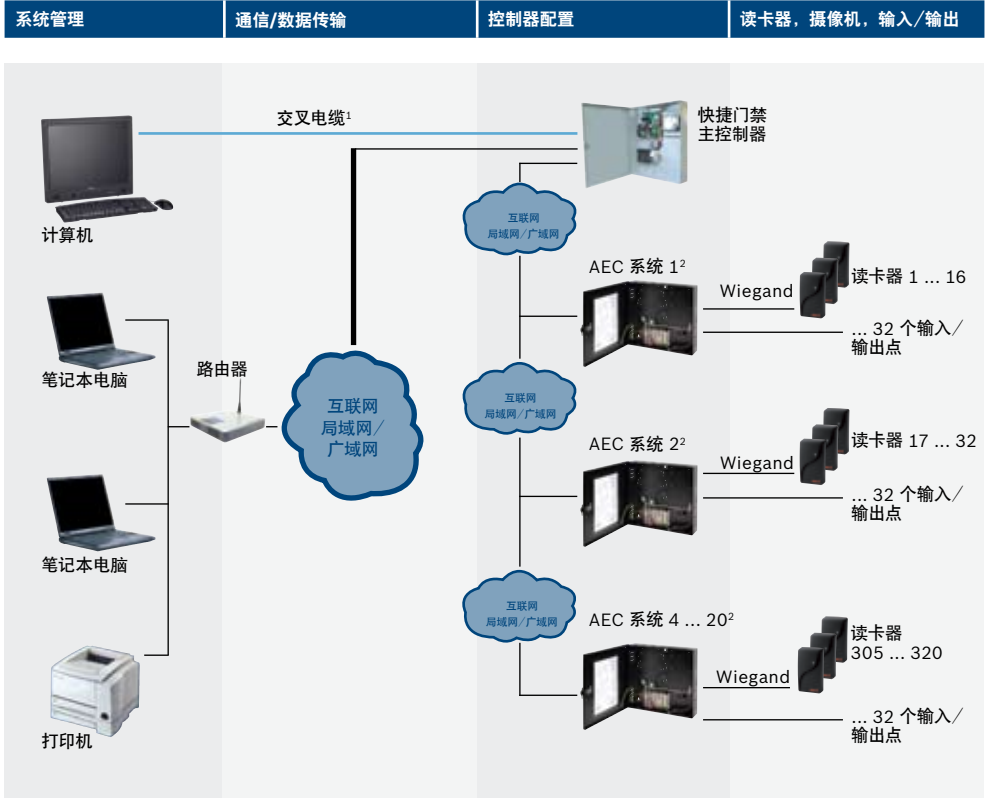 系统管理
通信/数据传输
控制器配置
读卡器，摄像机，输入/输出
交叉电缆¹
快捷门禁
主控制器
计算机
互联网
局域网/广域网
AEC 系统 1²
Wiegand
读卡器 1 ... 16
... 32 个输入/
输出点
笔记本电脑
路由器
互联网
局域网/
广域网
互联网
局域网/广域网
AEC 系统 2²
Wiegand
读卡器 17 ... 32
... 32 个输入/
输出点
笔记本电脑
互联网
局域网/广域网
AEC 系统 4 ... 20²
Wiegand
读卡器
305 ... 320
... 32 个输入/
输出点
打印机